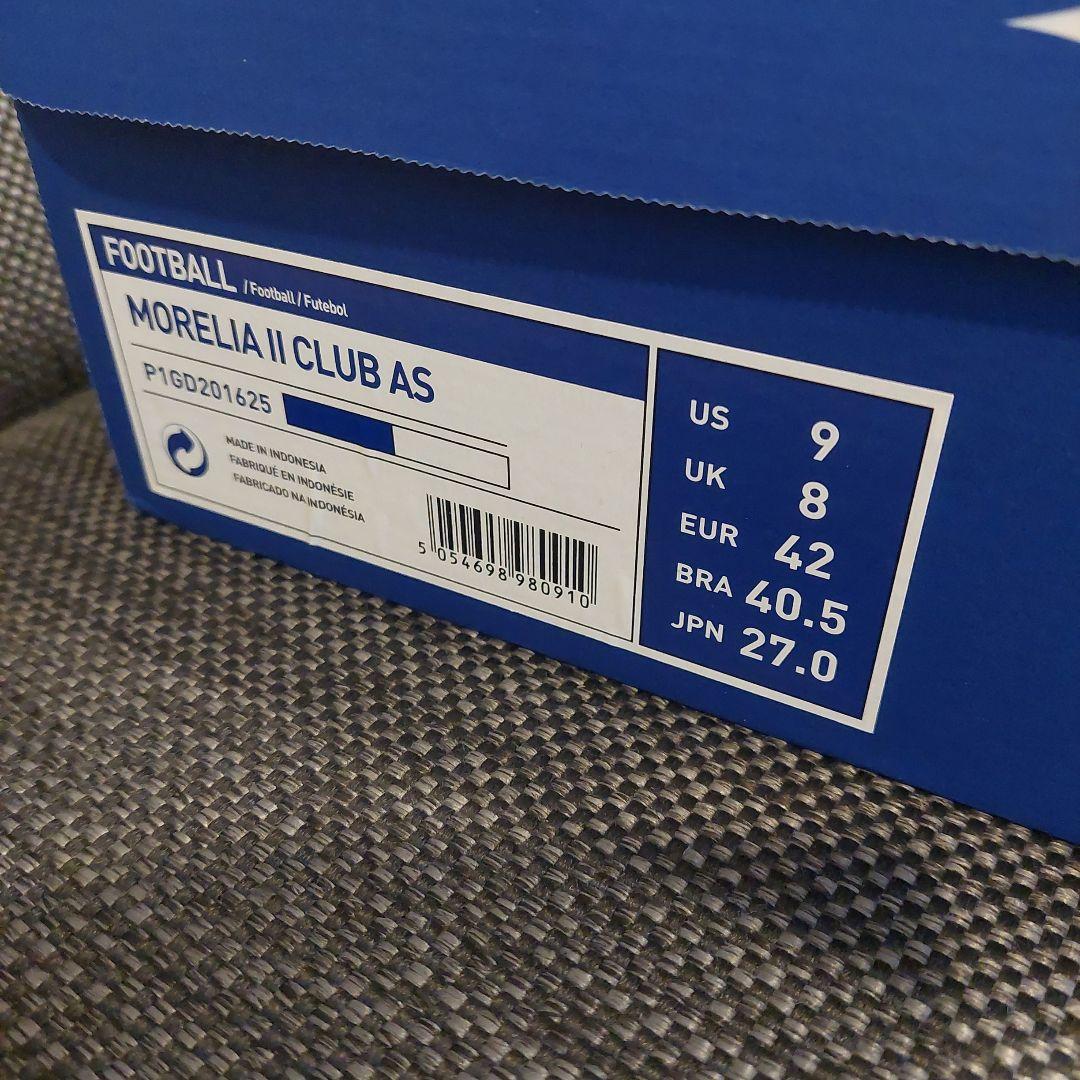 FOOTBALL / Football / Futebol
MORELIA II CLUB AS
P1GD201625
MADE IN INDONESIA
FABRIQUÉ EN INDONÉSIE
FABRICADO NA INDONÉSIA
5 054698 980910
US 9
UK 8
EUR 42
BRA 40.5
JPN 27.0